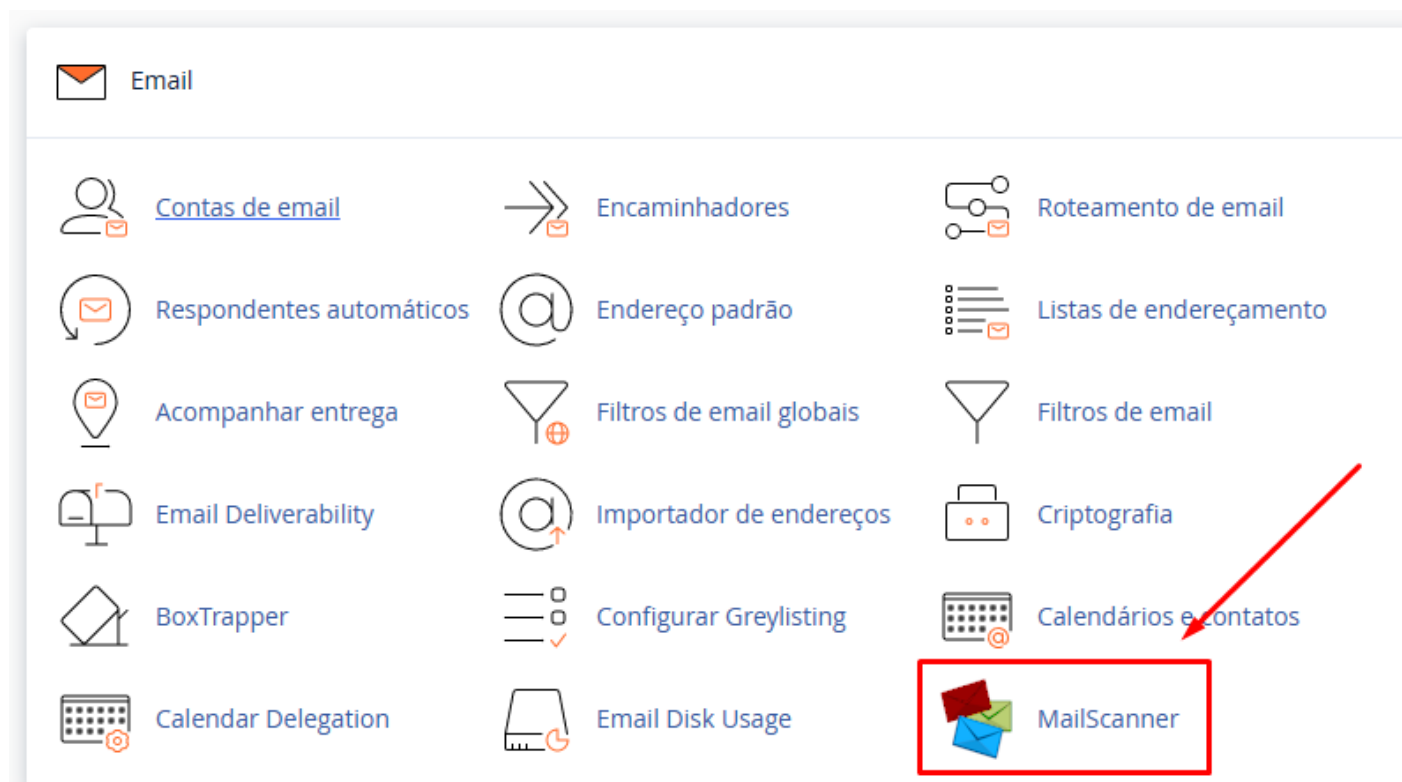 Email
Contas de email
Encaminhadores
Roteamento de email
Respondentes automáticos
Endereço padrão
Listas de endereçamento
Acompanhar entrega
Filtros de email globais
Filtros de email
Email Deliverability
Importador de endereços
Criptografia
BoxTrapper
Configurar Greylisting
Calendários e contatos
Calendar Delegation
Email Disk Usage
MailScanner